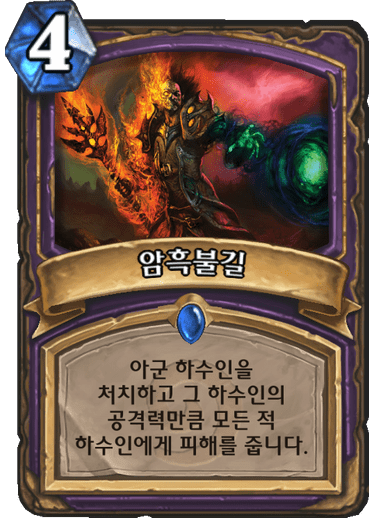 4
암흑불길
아군 하수인을
처치하고 그 하수인의
공격력만큼 모든 적
하수인에게 피해를 줍니다.